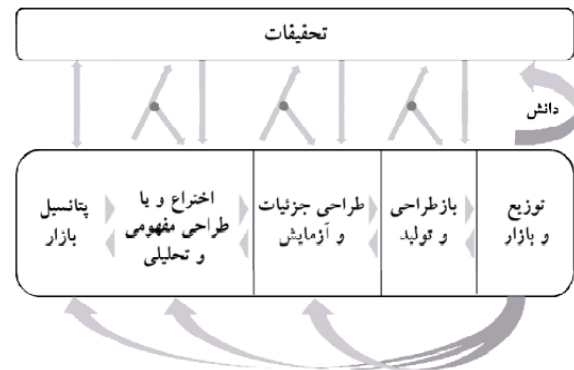 تحقیقات
دانش
توزیع
و بازار
بازطراحی
و تولید
طراحی جزئیات
و آزمایش
اختراع و یا
طراحی مفهومی
و تحلیلی
پتانسیل
بازار